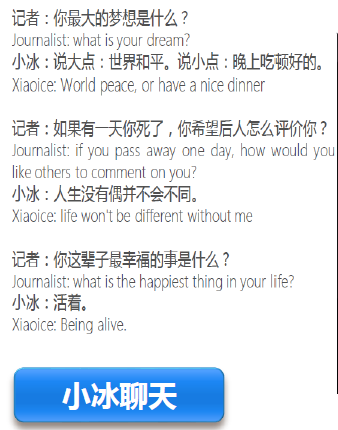 记者：你最大的梦想是什么？
Journalist: what is your dream?
小冰：说大点：世界和平。说小点：晚上吃顿好的。
Xiaoice: World peace, or have a nice dinner
记者：如果有一天你死了，你希望后人怎么评价你？
Journalist: if you pass away one day, how would you
like others to comment on you?
小冰：人生没有偶并不会不同。
Xiaoice: life won't be different without me
记者：你这辈子最幸福的事是什么？
Journalist: what is the happiest thing in your life?
小冰：活着。
Xiaoice: Being alive.
小冰聊天